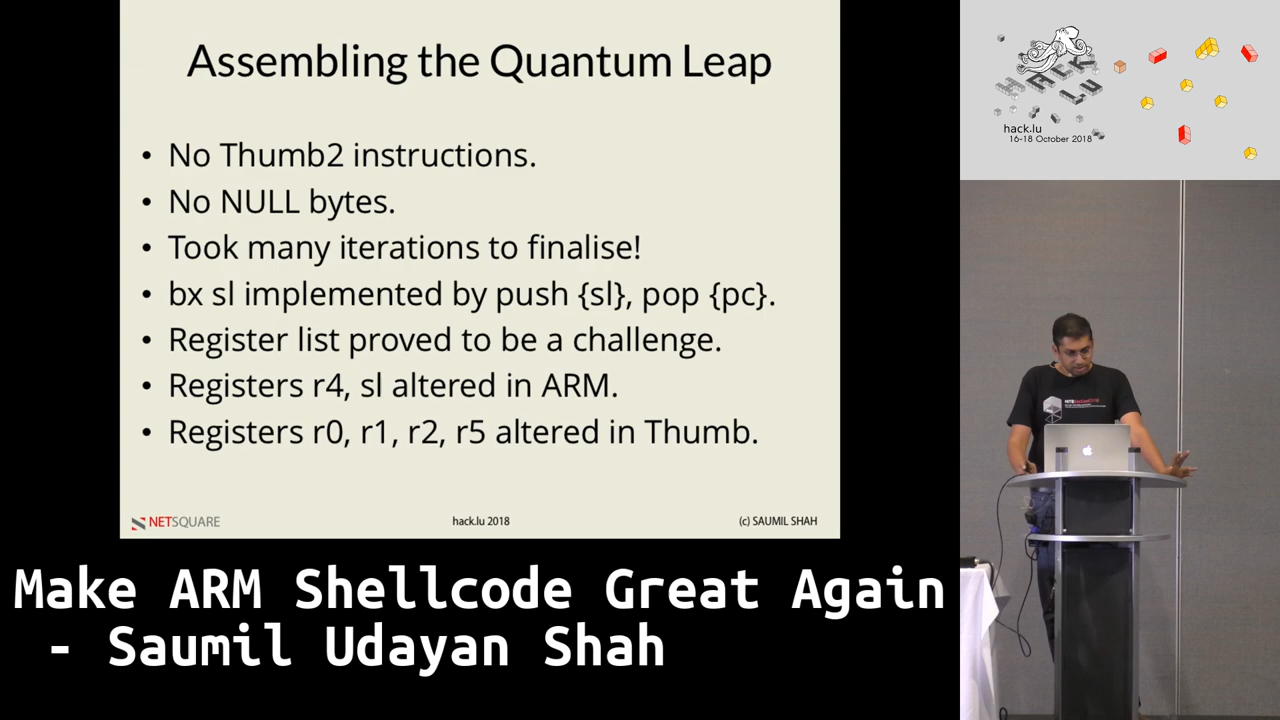 Assembling the Quantum Leap
• No Thumb2 instructions.
• No NULL bytes.
• Took many iterations to finalise!
• bx sl implemented by push {sl}, pop {pc}.
• Register list proved to be a challenge.
• Registers r4, sl altered in ARM.
• Registers r0, r1, r2, r5 altered in Thumb.
NETSQUARE
hack.lu 2018
(c) SAUMIL SHAH
Make ARM Shellcode Great Again
- Saumil Udayan Shah
HACK
LU
hack.lu
16-18 October 2018